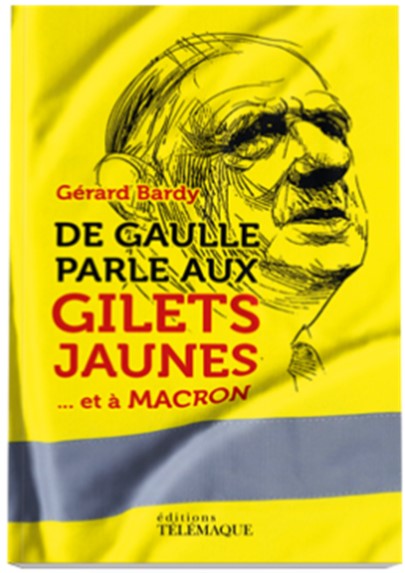 Gérard Bardy
DE GAULLE
PARLE AUX
GILETS
JAUNES
... et à MACRON
éditions
TÉLÉMAQUE